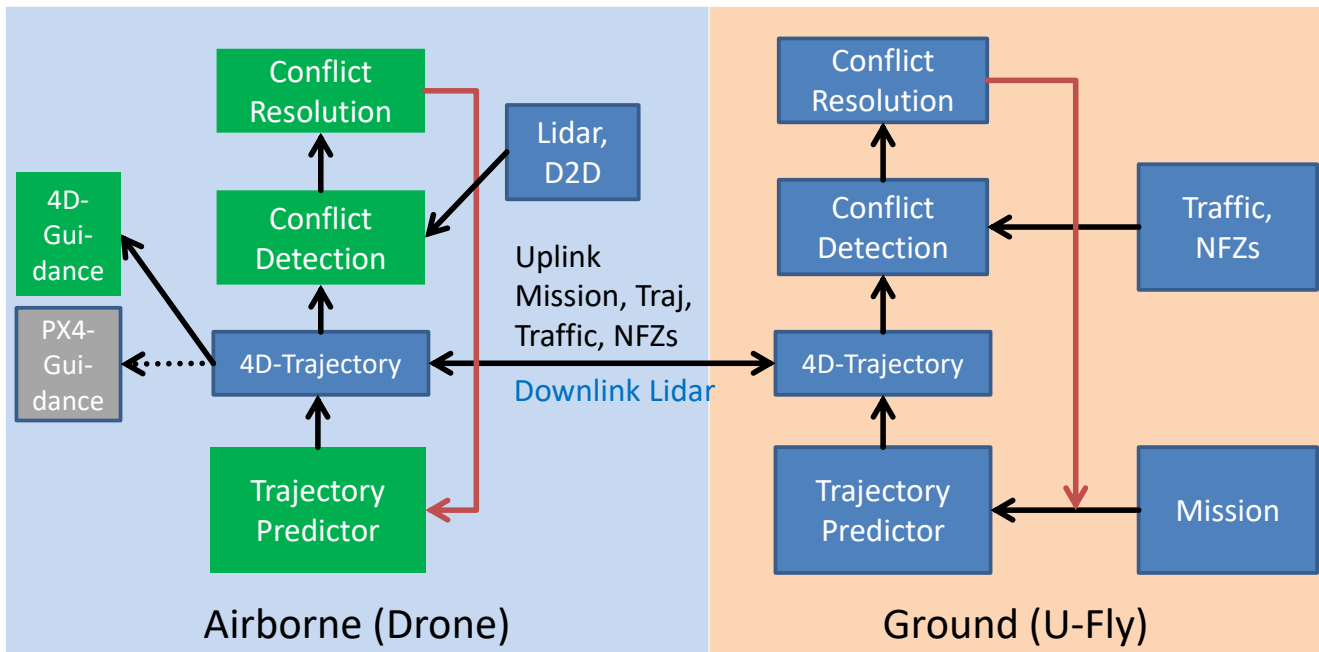 Conflict
Resolution
Lidar,
D2D
4D-
Gui-
dance
Conflict
Detection
PX4-
Gui-
dance
4D-Trajectory
Trajectory
Predictor
Airborne (Drone)
Uplink
Mission, Traj,
Traffic, NFZs
Downlink Lidar
Conflict
Resolution
Conflict
Detection
Traffic,
NFZs
4D-Trajectory
Trajectory
Predictor
Mission
Ground (U-Fly)